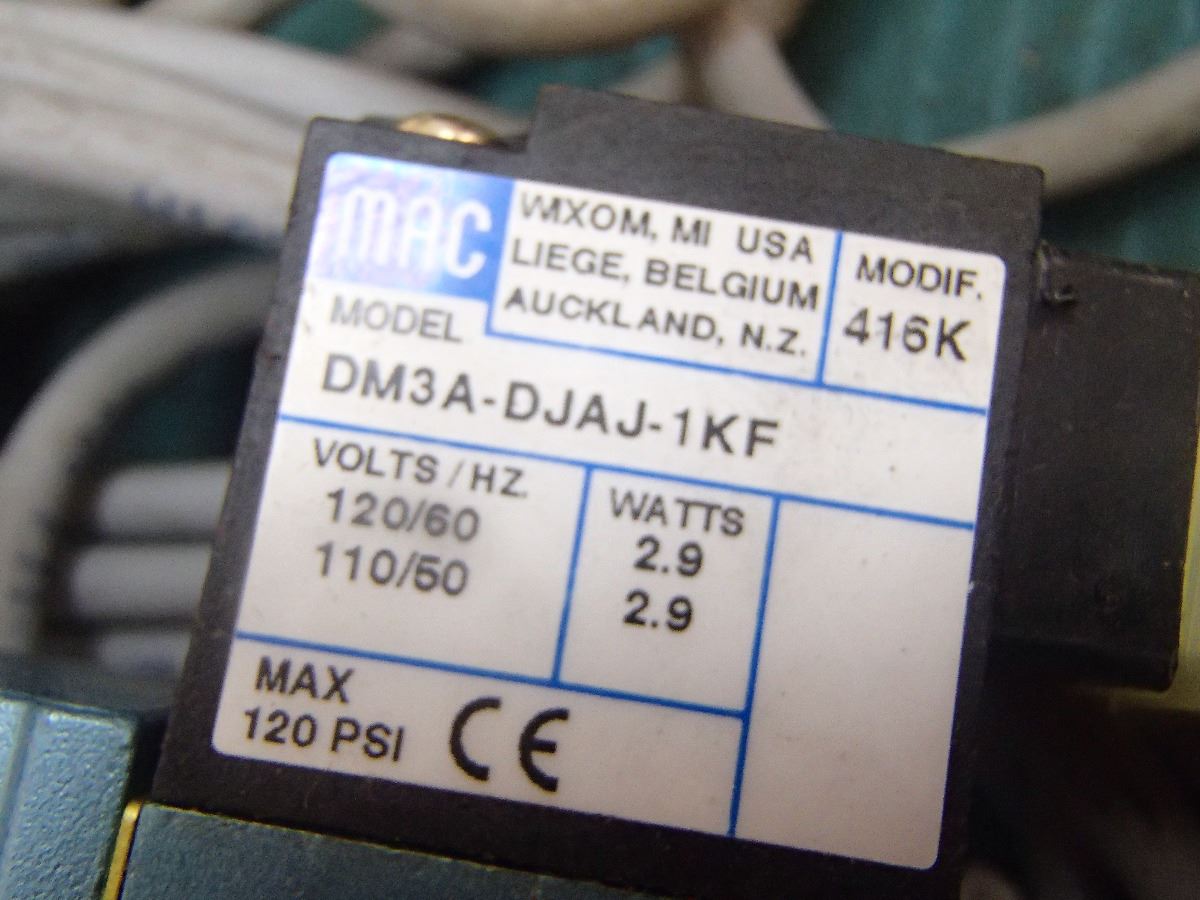 MAC
WIXOM, MI USA
LIEGE, BELGIUM
AUCKLAND, N.Z.
MODIF.
416K
MODEL
DM3A-DJAJ-1KF
VOLTS/HZ.
120/60
110/50
WATTS
2.9
2.9
MAX
120 PSI
CE